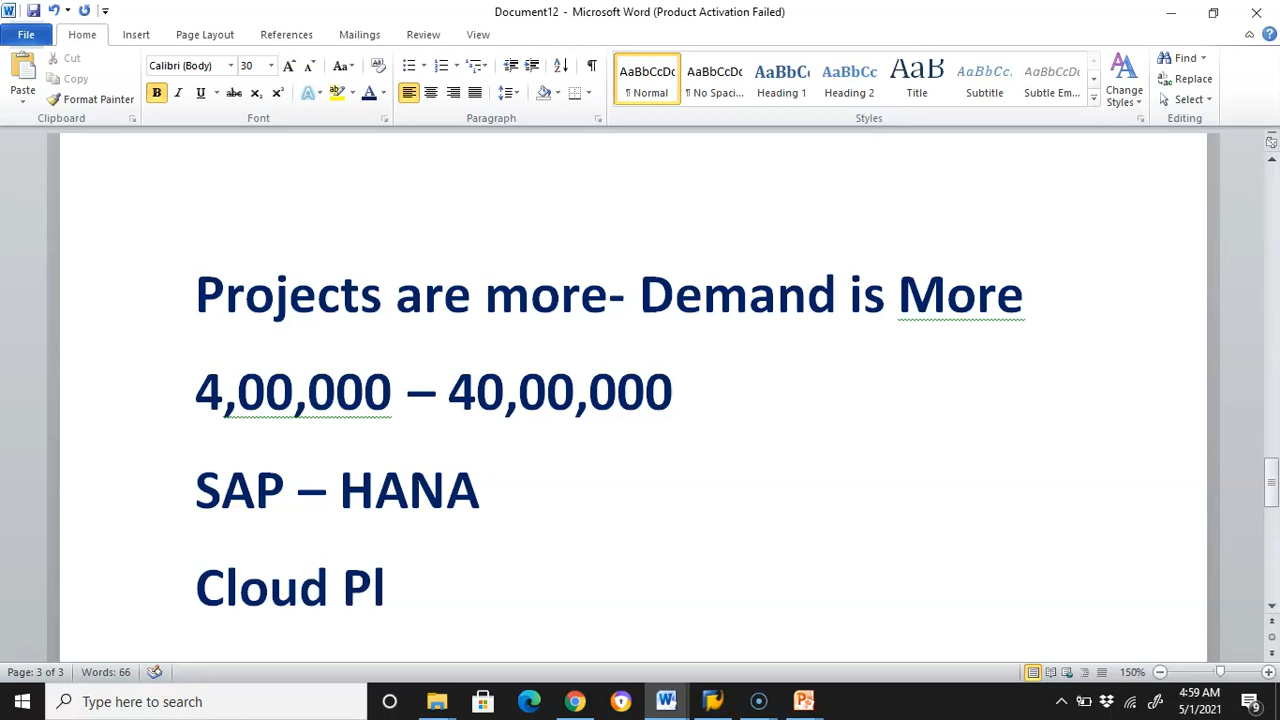 Document12 - Microsoft Word (Product Activation Failed)
File Home Insert Page Layout References Mailings Review View
Paste
Cut
Copy
Format Painter
Clipboard
Calibri (Body) 30
Font
Paragraph
AaBbCcDc AaBbCcDc AaBbCc AaBbCc AaB AaBbCc. AaBbCcDc
¶ Normal ¶ No Spaci... Heading 1 Heading 2 Title Subtitle Subtle Em...
Change Styles
Styles
Find
Replace
Select
Editing
Projects are more- Demand is More
4,00,000 – 40,00,000
SAP – HANA
Cloud Pl
Page: 3 of 3 Words: 66 150%
Type here to search
4:59 AM
5/1/2021
9